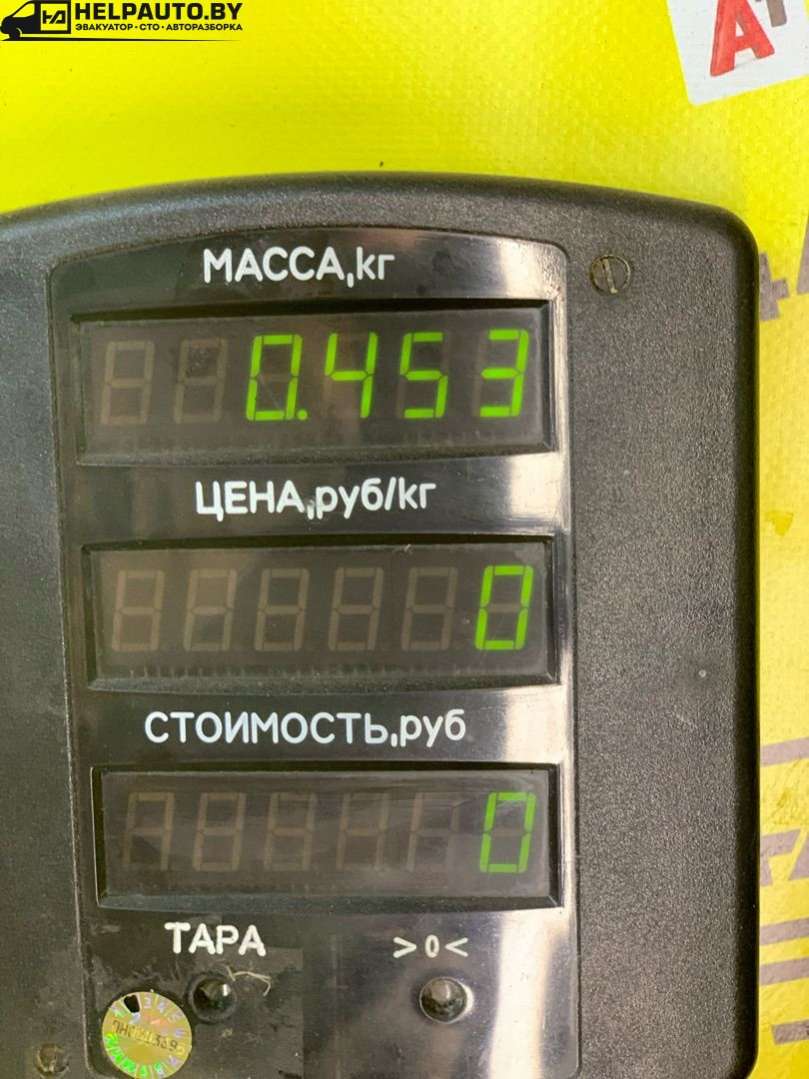 HELPAUTO.BY
ЭВАКУАТОР • СТО • АВТОРАЗБОРКА
МАССА,кг
0.453
ЦЕНА,руб/кг
0
СТОИМОСТЬ,руб
0
ТАРА >0<